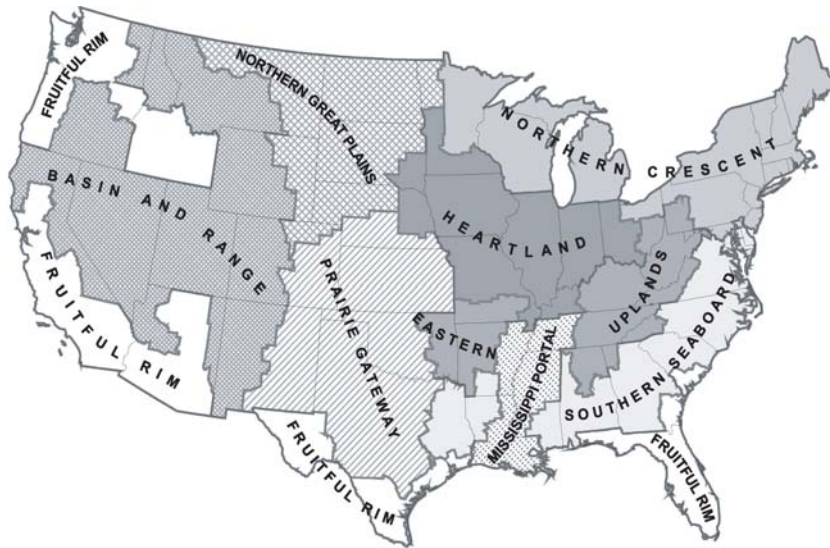 FRUITFUL RIM
NORTHERN GREAT PLAINS
NORTHERN CRESCENT
BASIN AND RANGE
HEARTLAND
FRUITFUL RIM
PRAIRIE GATEWAY
EASTERN UPLANDS
MISSISSIPPI PORTAL
SOUTHERN SEABOARD
FRUITFUL RIM
FRUITFUL RIM